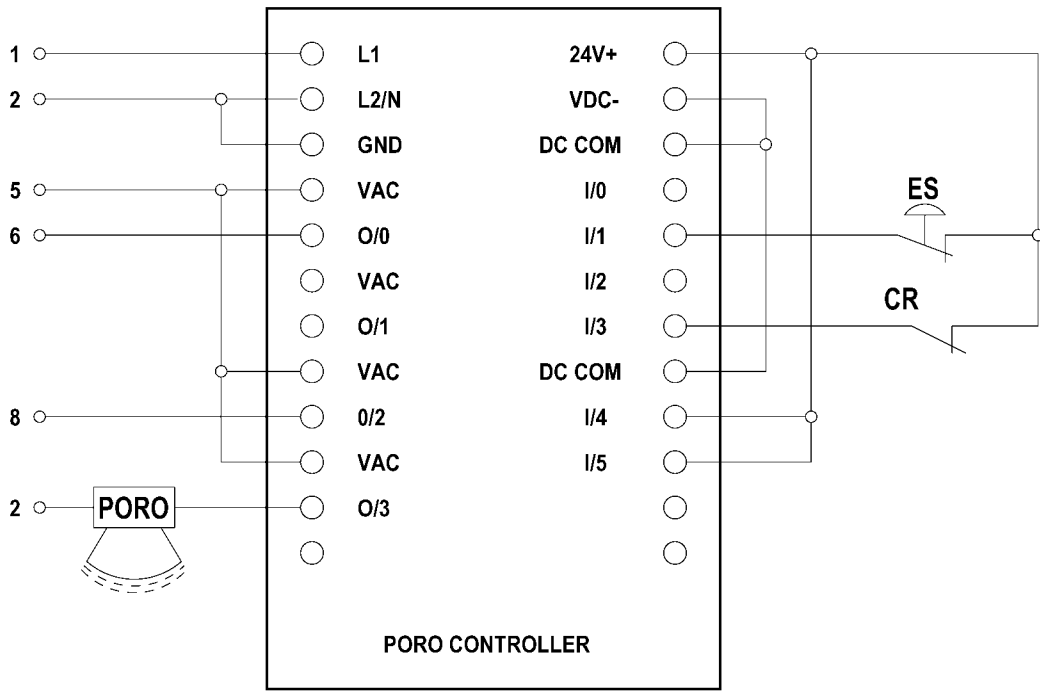 1 L1 24V+
2 L2/N VDC-
GND DC COM
5 VAC I/0 ES
6 O/0 I/1
VAC I/2
CR
O/1 I/3
VAC DC COM
8 0/2 I/4
VAC I/5
2 PORO O/3
PORO CONTROLLER